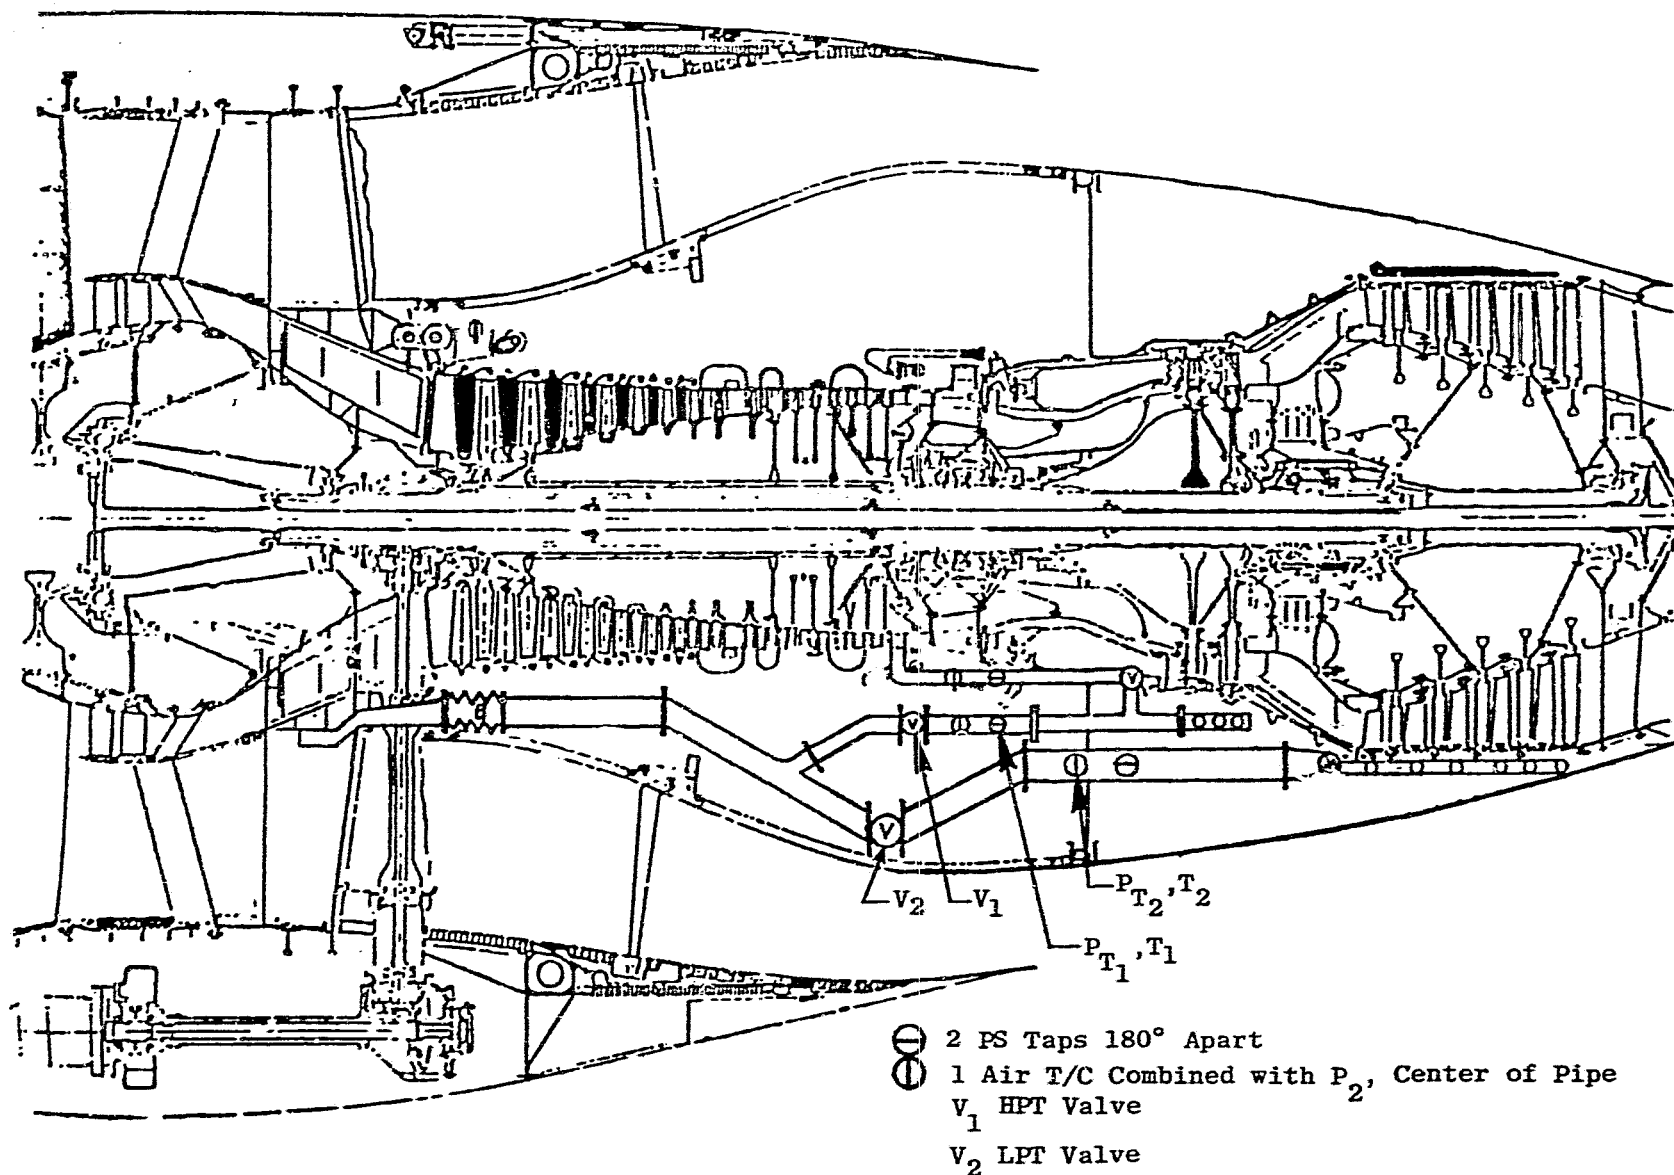 V
V
V
V2
V1
PT2,T2
PT1,T1
2 PS Taps 180° Apart
1 Air T/C Combined with P2, Center of Pipe
V1 HPT Valve
V2 LPT Valve